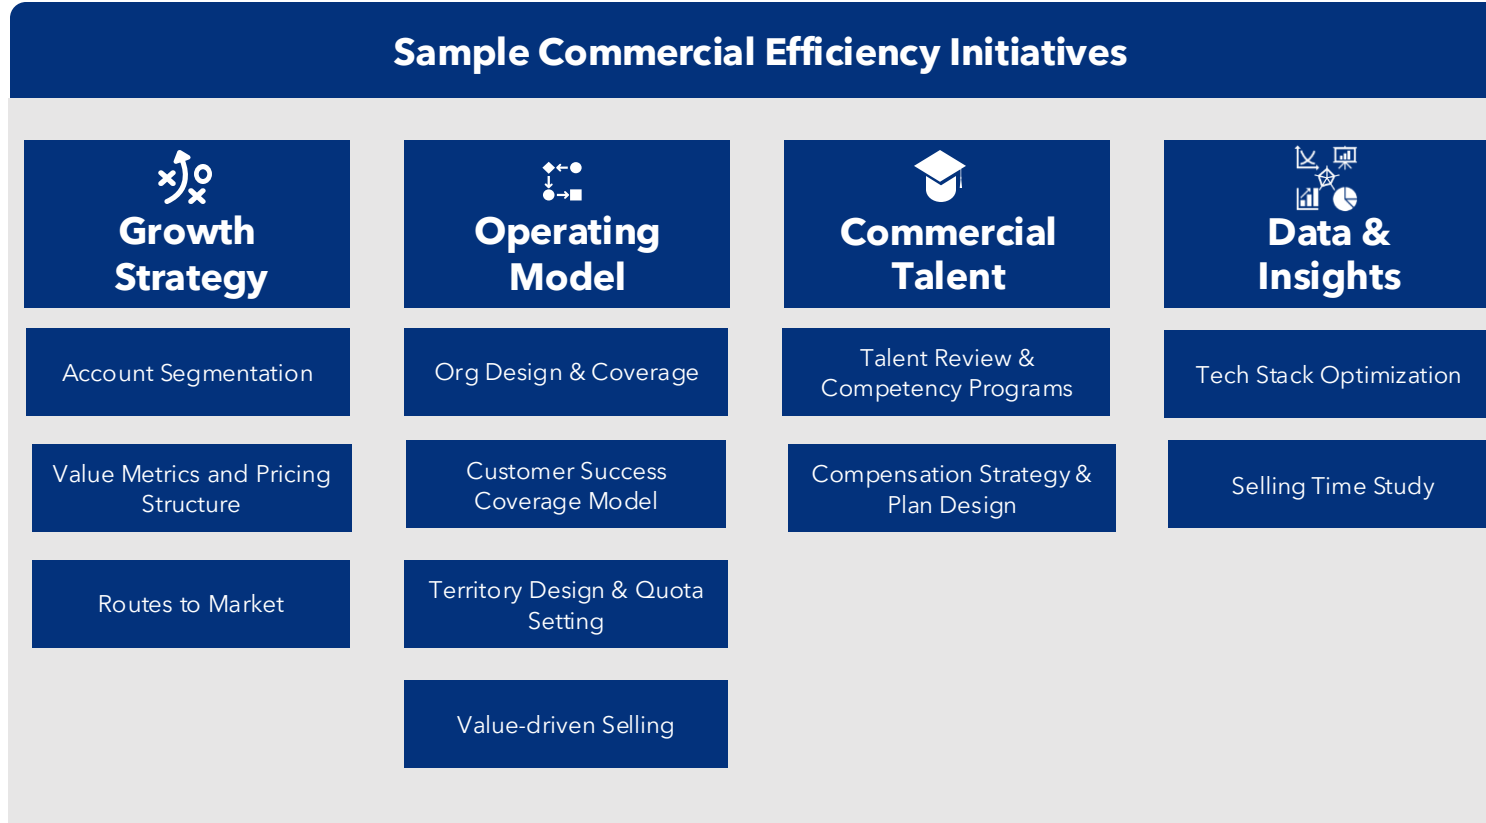 Sample Commercial Efficiency Initiatives
Growth
Strategy
Account Segmentation
Value Metrics and Pricing
Structure
Routes to Market
Operating
Model
Org Design & Coverage
Customer Success
Coverage Model
Territory Design & Quota
Setting
Value-driven Selling
Commercial
Talent
Talent Review &
Competency Programs
Compensation Strategy &
Plan Design
Data &
Insights
Tech Stack Optimization
Selling Time Study